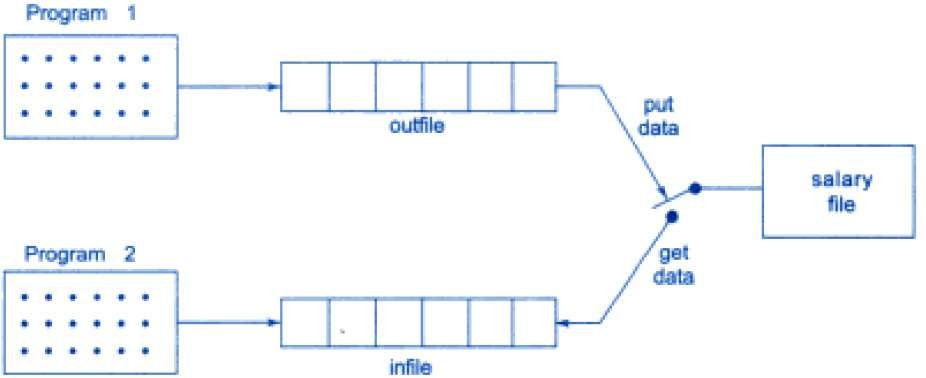 Program 1
outfile
put
data
salary
file
Program 2
get
data
infile